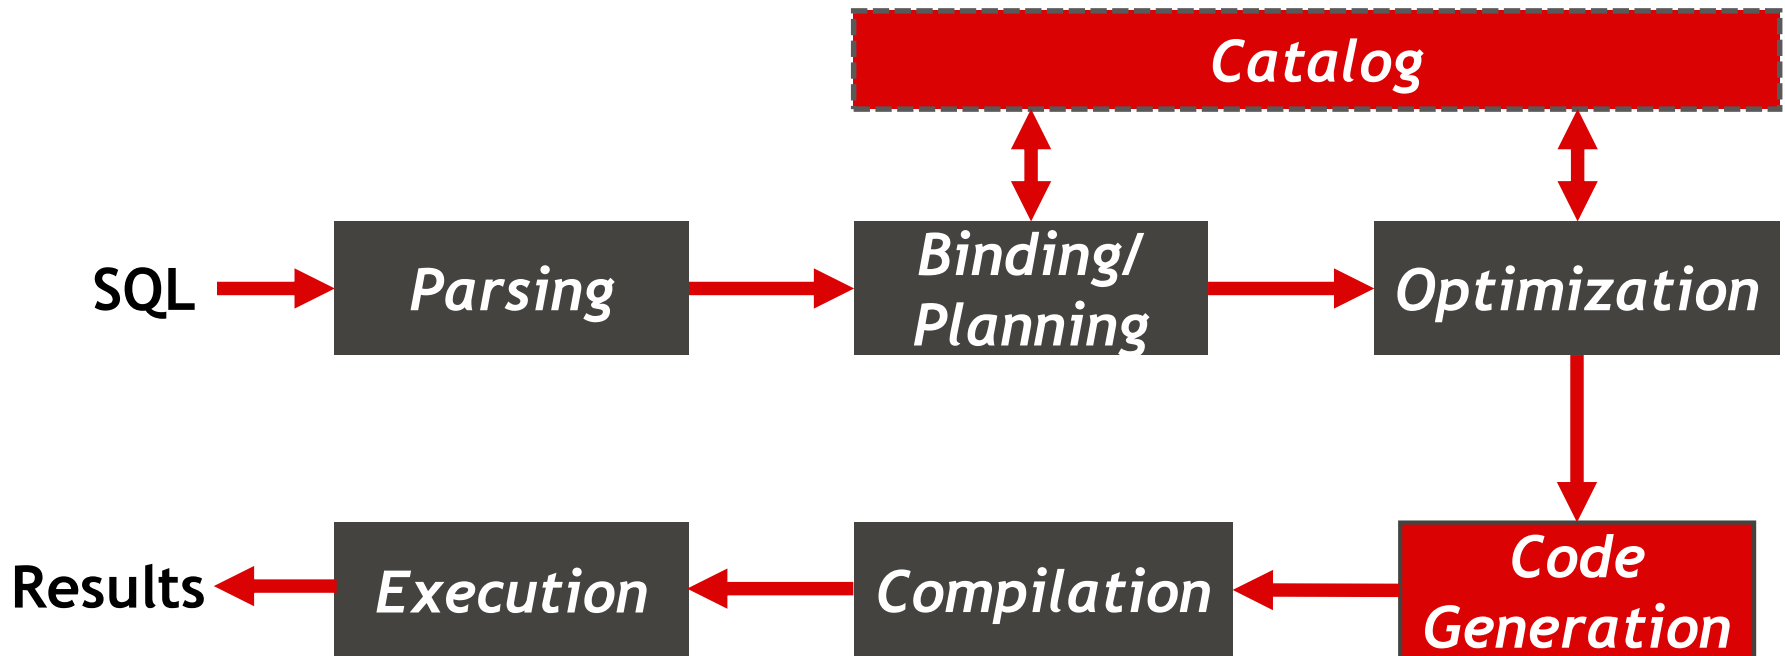 Catalog
SQL
Parsing
Binding/
Planning
Optimization
Results
Execution
Compilation
Code
Generation